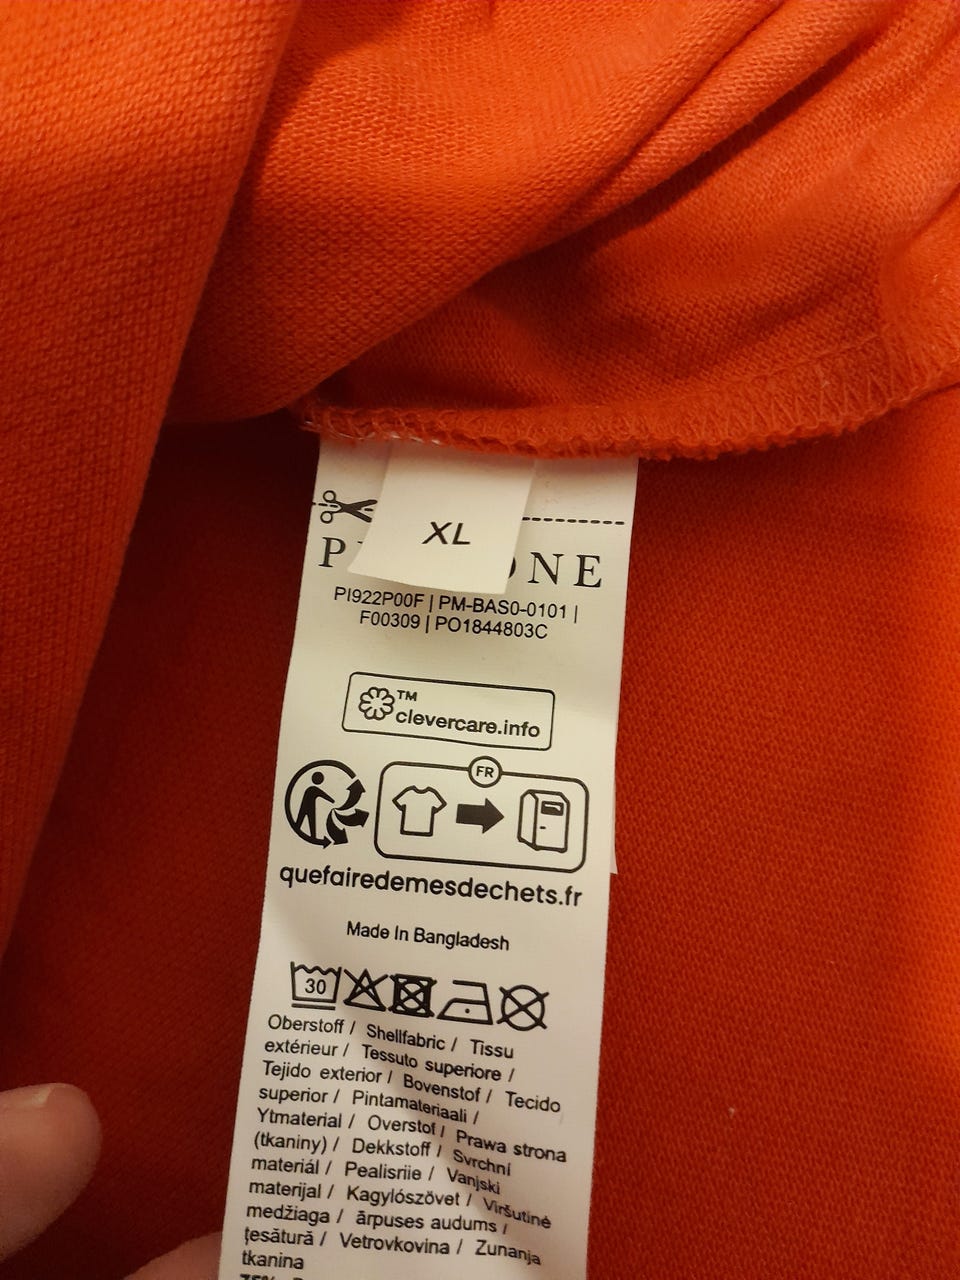 XL
NE
PI922P00F | PM-BAS0-0101 |
F00309 | PO1844803C
TM
clevercare.info
FR
quefairedemesdechets.fr
Made In Bangladesh
30
Oberstoff / Shellfabric / Tissu
extérieur / Tessuto superiore /
Tejido exterior / Bovenstof / Tecido
superior / Pintamateriaali /
Ytmaterial / Overstof / Prawa strona
(tkaniny) / Dekkstoff / Svrchní
materiál / Pealisriie / Vanjski
materijal / Kagylószövet / Viršutinė
medžiaga / ārpuses audums /
țesătură / Vetrovkovina / Zunanja
tkanina